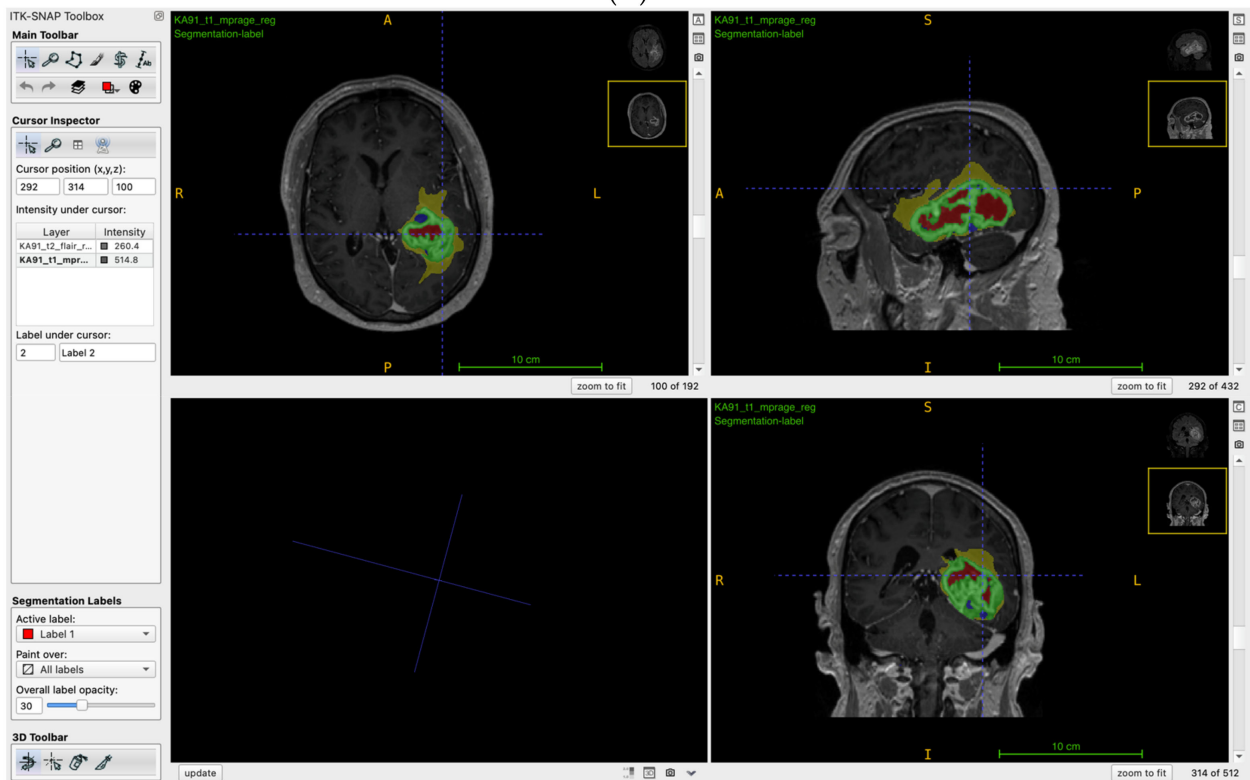 ITK-SNAP Toolbox
Main Toolbar
Cursor Inspector
Cursor position (x,y,z):
292 314 100
Intensity under cursor:
Layer Intensity
KA91_t2_flair_r... 260.4
KA91_t1_mpr... 514.8
Label under cursor:
2 Label 2
Segmentation Labels
Active label:
Label 1
Paint over:
All labels
Overall label opacity:
30
3D Toolbar
KA91_t1_mprage_reg
Segmentation-label
A
R
L
P
10 cm
A
zoom to fit 100 of 192
KA91_t1_mprage_reg
Segmentation-label
S
A
P
I
10 cm
S
zoom to fit 292 of 432
update
3D
KA91_t1_mprage_reg
Segmentation-label
S
R
L
I
10 cm
C
zoom to fit 314 of 512